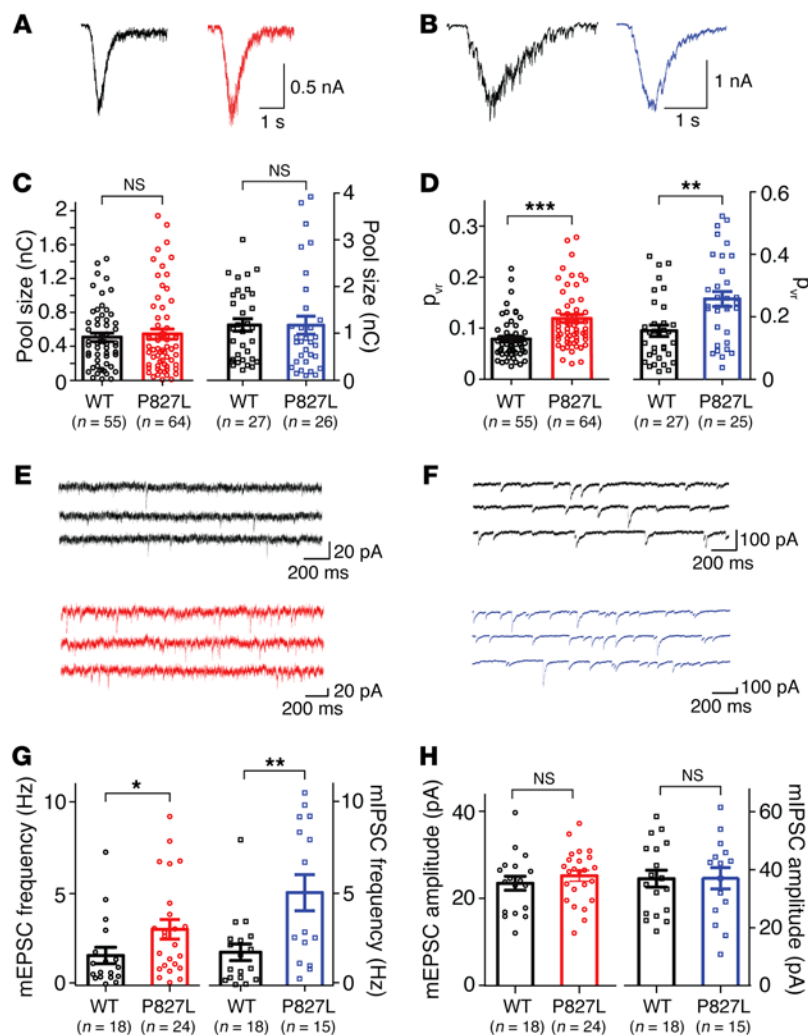 A
0.5 nA
1 s
B
1 nA
1 s
C
Pool size (nC)
2
1.6
1.2
0.8
0.4
0
NS
NS
4
3
2
1
0
Pool size (nC)
WT
P827L
WT
P827L
(n = 55)
(n = 64)
(n = 27)
(n = 26)
D
pvr
0.3
0.2
0.1
0
***
**
0.6
0.4
0.2
0
pvr
WT
P827L
WT
P827L
(n = 55)
(n = 64)
(n = 27)
(n = 25)
E
20 pA
200 ms
20 pA
200 ms
F
100 pA
200 ms
100 pA
200 ms
G
mEPSC frequency (Hz)
10
5
0
*
**
10
5
0
mIPSC frequency (Hz)
WT
P827L
WT
P827L
(n = 18)
(n = 24)
(n = 18)
(n = 15)
H
mEPSC amplitude (pA)
40
20
0
NS
NS
60
40
20
0
mIPSC amplitude (pA)
WT
P827L
WT
P827L
(n = 18)
(n = 24)
(n = 18)
(n = 15)